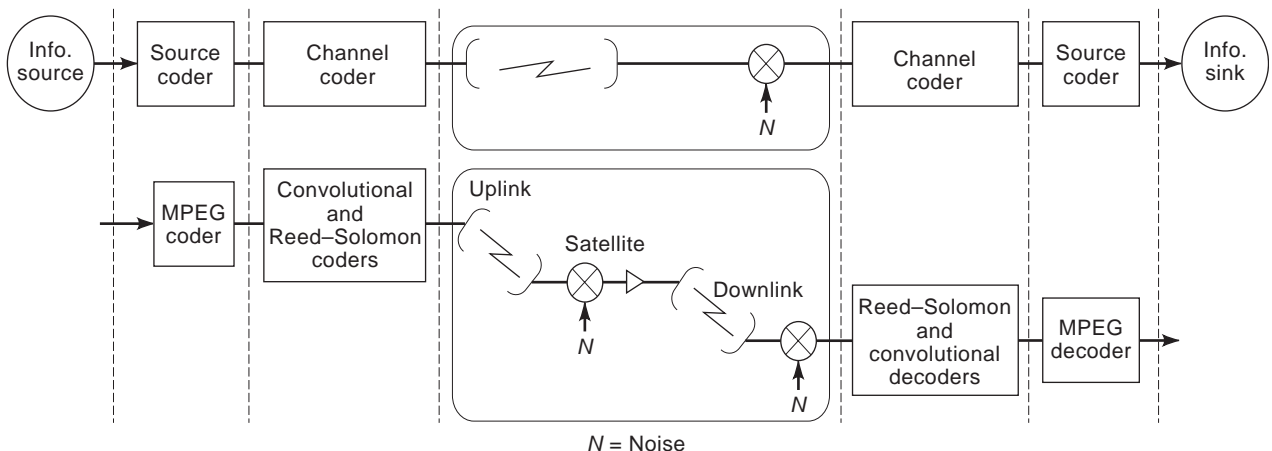 Info.
source
Source
coder
Channel
coder
N
Channel
coder
Source
coder
Info.
sink
MPEG
coder
Convolutional
and
Reed–Solomon
coders
Uplink
Satellite
N
Downlink
N
Reed–Solomon
and
convolutional
decoders
MPEG
decoder
N = Noise